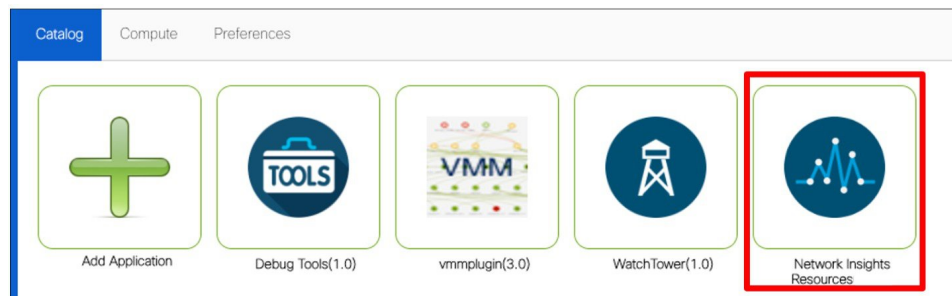 Catalog Compute Preferences
TOOLS
VMM
Add Application Debug Tools(1.0) vmmplugin(3.0) WatchTower(1.0) Network Insights
Resources